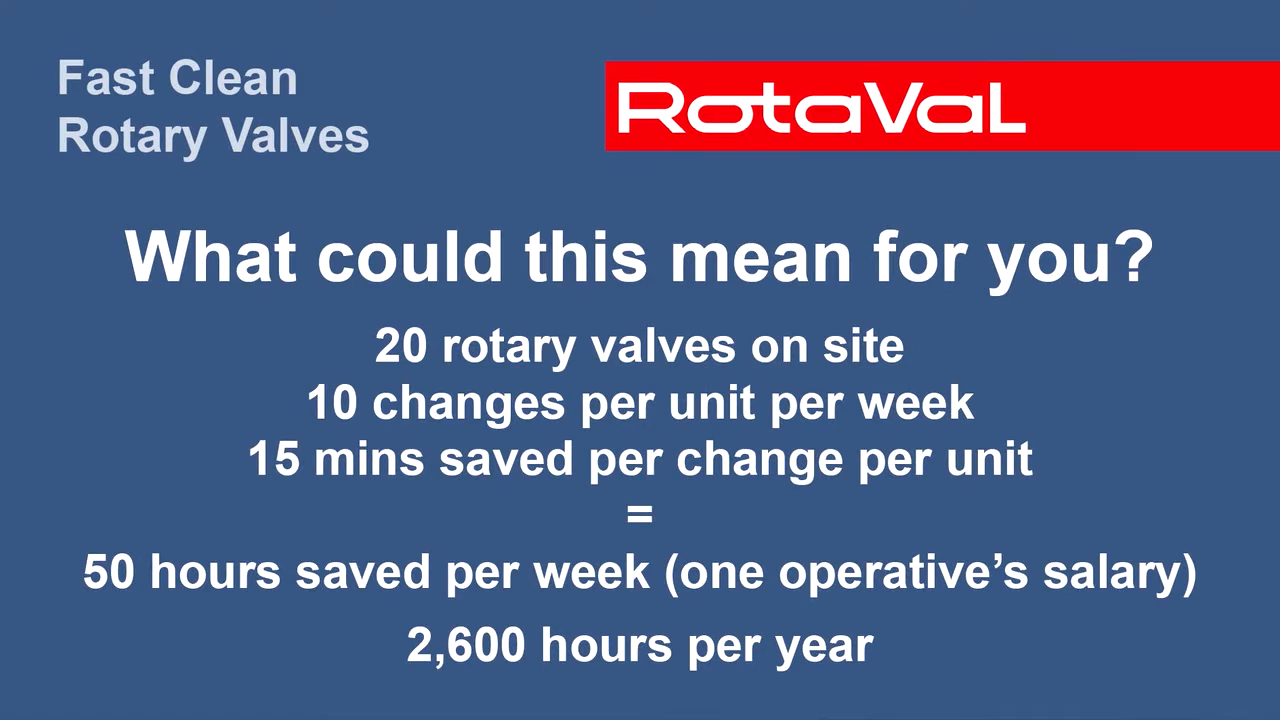 Fast Clean
Rotary Valves
RotaVal
What could this mean for you?
20 rotary valves on site
10 changes per unit per week
15 mins saved per change per unit
=
50 hours saved per week (one operative’s salary)
2,600 hours per year